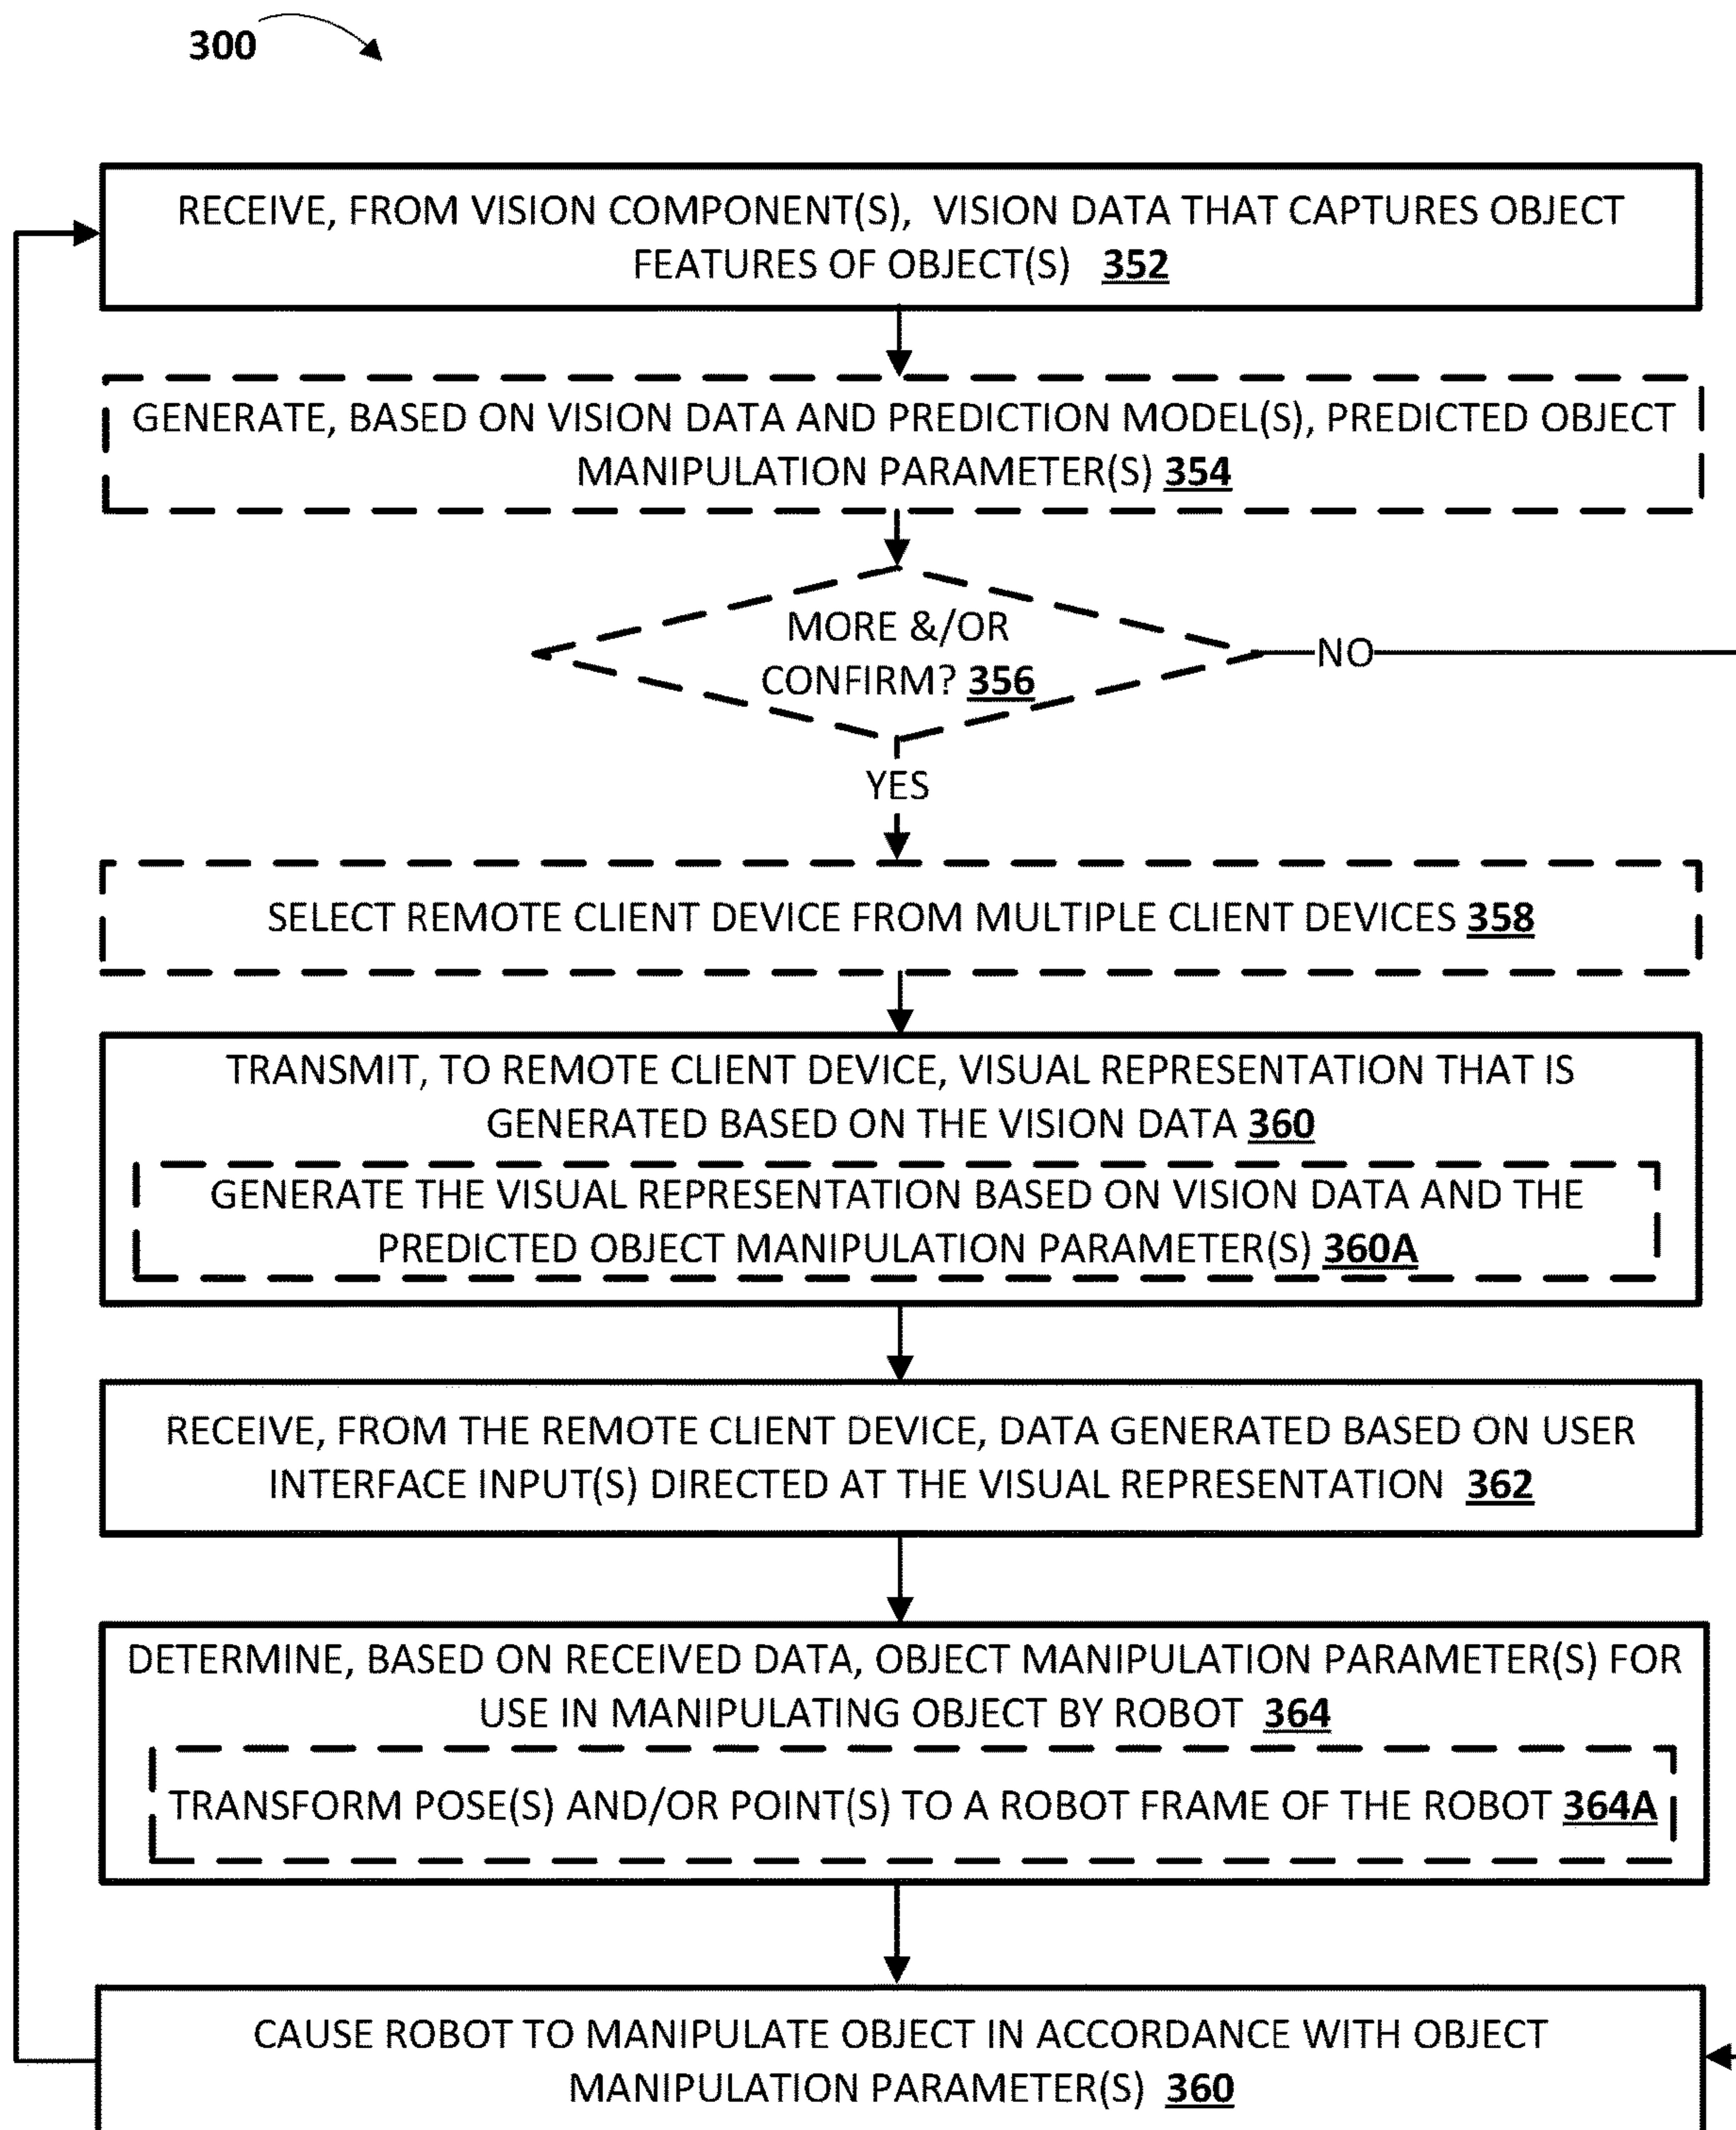 300
RECEIVE, FROM VISION COMPONENT(S), VISION DATA THAT CAPTURES OBJECT
FEATURES OF OBJECT(S) 352
GENERATE, BASED ON VISION DATA AND PREDICTION MODEL(S), PREDICTED OBJECT
MANIPULATION PARAMETER(S) 354
MORE &/OR
CONFIRM? 356
NO
YES
SELECT REMOTE CLIENT DEVICE FROM MULTIPLE CLIENT DEVICES 358
TRANSMIT, TO REMOTE CLIENT DEVICE, VISUAL REPRESENTATION THAT IS
GENERATED BASED ON THE VISION DATA 360
GENERATE THE VISUAL REPRESENTATION BASED ON VISION DATA AND THE
PREDICTED OBJECT MANIPULATION PARAMETER(S) 360A
RECEIVE, FROM THE REMOTE CLIENT DEVICE, DATA GENERATED BASED ON USER
INTERFACE INPUT(S) DIRECTED AT THE VISUAL REPRESENTATION 362
DETERMINE, BASED ON RECEIVED DATA, OBJECT MANIPULATION PARAMETER(S) FOR
USE IN MANIPULATING OBJECT BY ROBOT 364
TRANSFORM POSE(S) AND/OR POINT(S) TO A ROBOT FRAME OF THE ROBOT 364A
CAUSE ROBOT TO MANIPULATE OBJECT IN ACCORDANCE WITH OBJECT
MANIPULATION PARAMETER(S) 360